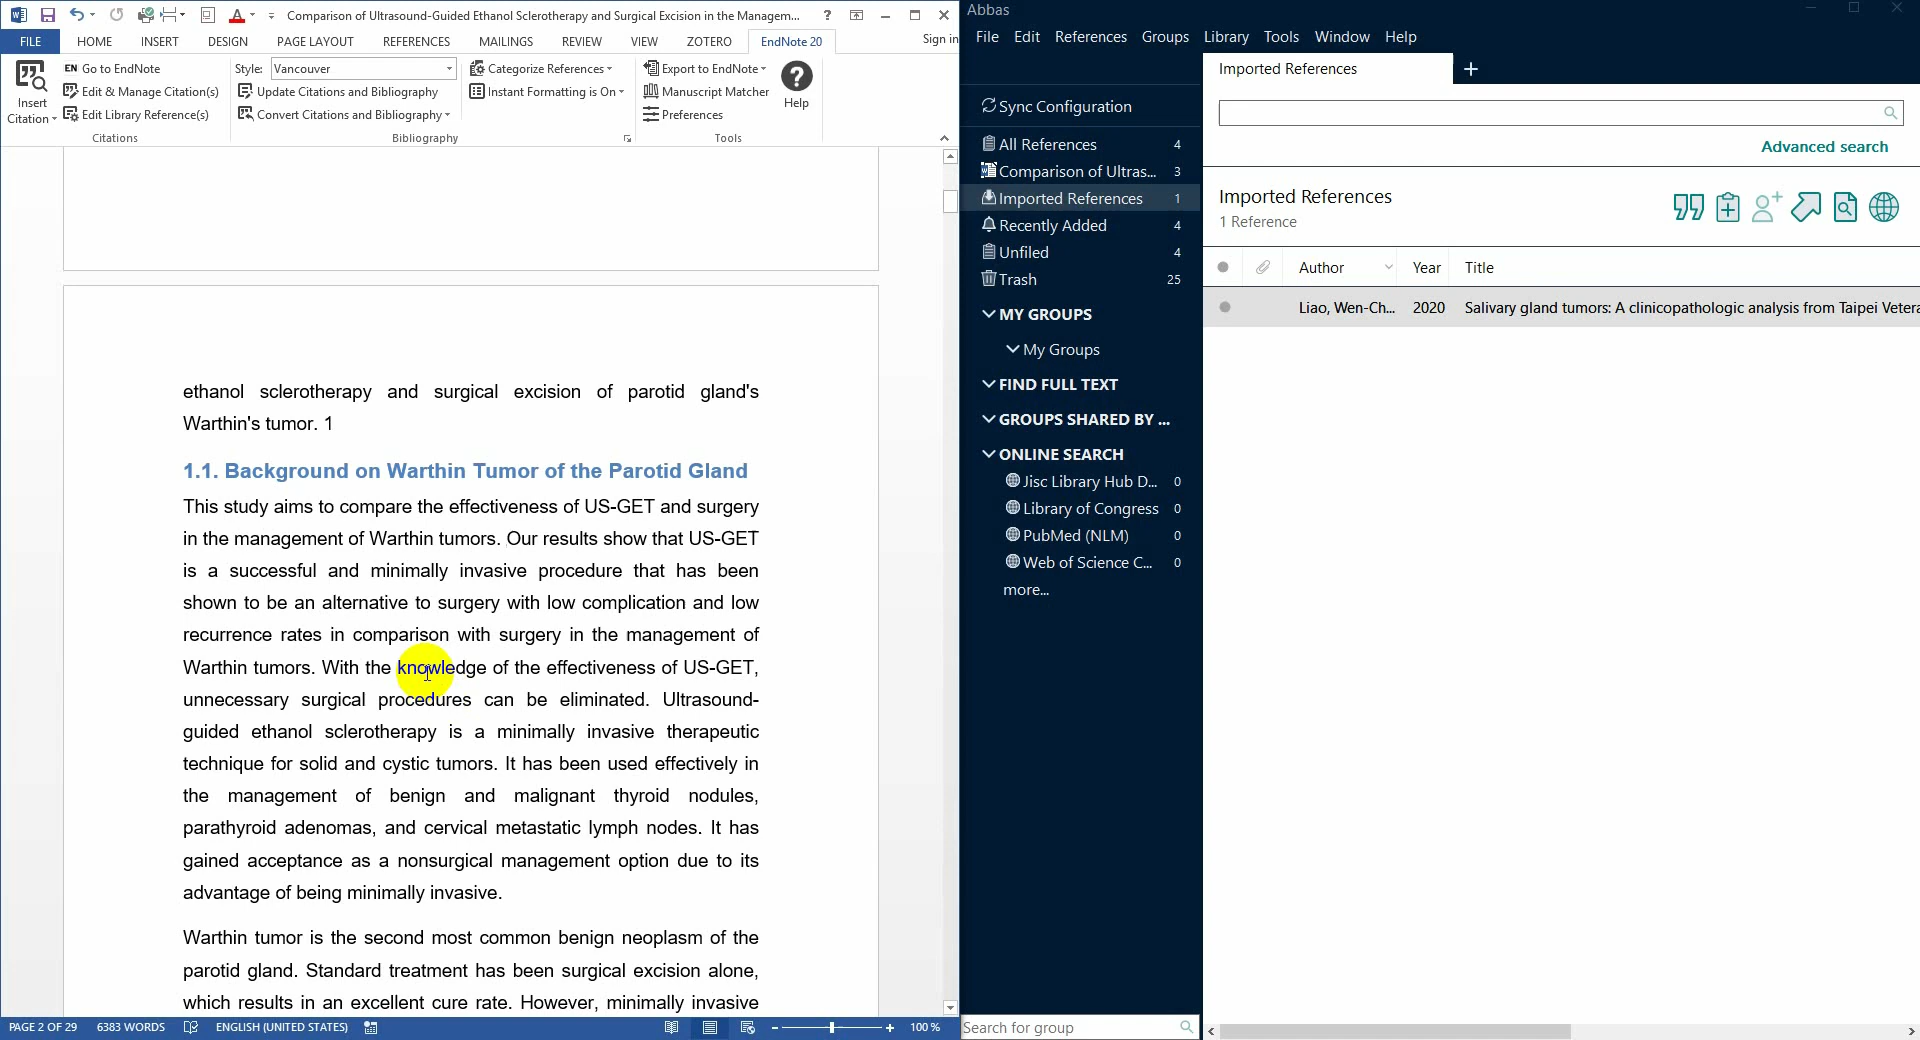 Comparison of Ultrasound-Guided Ethanol Sclerotherapy and Surgical Excision in the Managem...
FILE HOME INSERT DESIGN PAGE LAYOUT REFERENCES MAILINGS REVIEW VIEW ZOTERO EndNote 20 Sign in
Insert Citation
EN Go to EndNote
Edit & Manage Citation(s)
Edit Library Reference(s)
Citations
Style: Vancouver
Update Citations and Bibliography
Convert Citations and Bibliography
Categorize References
Instant Formatting is On
Bibliography
Export to EndNote
Manuscript Matcher
Preferences
Help
Tools
ethanol sclerotherapy and surgical excision of parotid gland's
Warthin's tumor. 1
1.1. Background on Warthin Tumor of the Parotid Gland
This study aims to compare the effectiveness of US-GET and surgery
in the management of Warthin tumors. Our results show that US-GET
is a successful and minimally invasive procedure that has been
shown to be an alternative to surgery with low complication and low
recurrence rates in comparison with surgery in the management of
Warthin tumors. With the knowledge of the effectiveness of US-GET,
unnecessary surgical procedures can be eliminated. Ultrasound-
guided ethanol sclerotherapy is a minimally invasive therapeutic
technique for solid and cystic tumors. It has been used effectively in
the management of benign and malignant thyroid nodules,
parathyroid adenomas, and cervical metastatic lymph nodes. It has
gained acceptance as a nonsurgical management option due to its
advantage of being minimally invasive.
Warthin tumor is the second most common benign neoplasm of the
parotid gland. Standard treatment has been surgical excision alone,
which results in an excellent cure rate. However, minimally invasive
PAGE 2 OF 29 6383 WORDS ENGLISH (UNITED STATES) 100 %
Abbas
File Edit References Groups Library Tools Window Help
Sync Configuration
All References 4
Comparison of Ultras... 3
Imported References 1
Recently Added 4
Unfiled 4
Trash 25
MY GROUPS
My Groups
FIND FULL TEXT
GROUPS SHARED BY ...
ONLINE SEARCH
Jisc Library Hub D... 0
Library of Congress 0
PubMed (NLM) 0
Web of Science C... 0
more...
Search for group
Imported References
Advanced search
Imported References
1 Reference
Author Year Title
Liao, Wen-Ch... 2020 Salivary gland tumors: A clinicopathologic analysis from Taipei Vetera